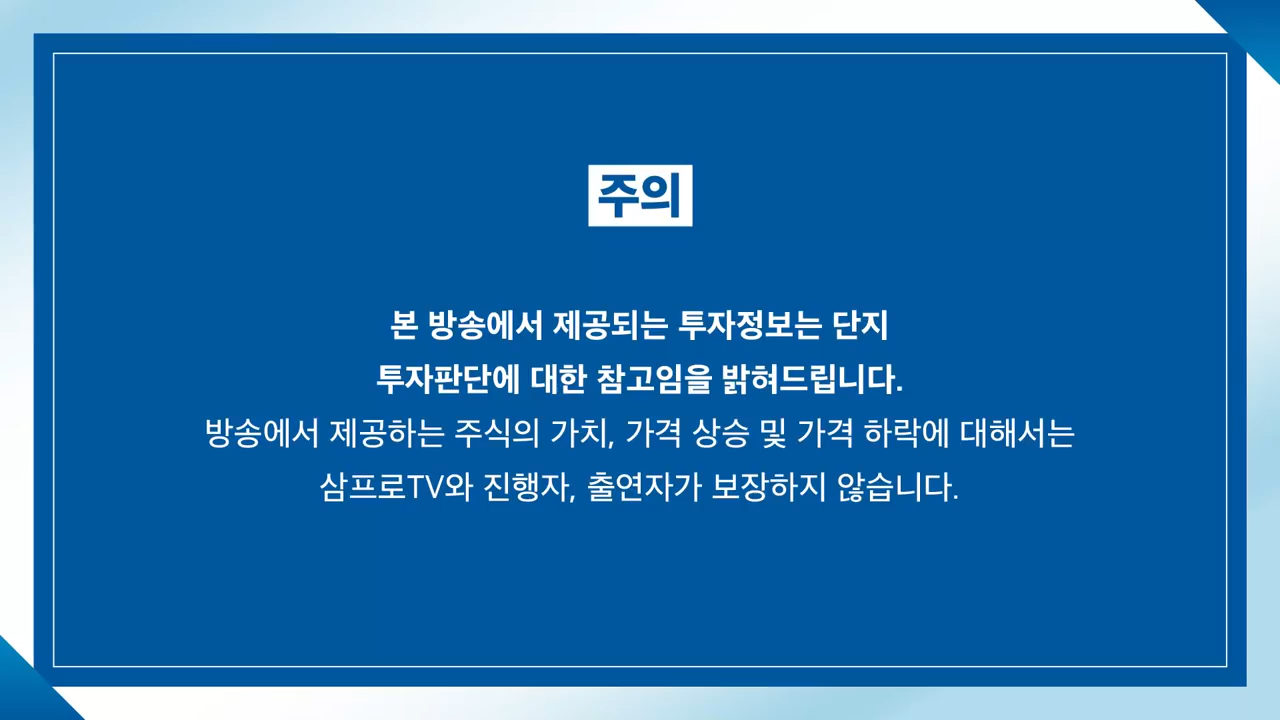 주의
본 방송에서 제공되는 투자정보는 단지
투자판단에 대한 참고임을 밝혀드립니다.
방송에서 제공하는 주식의 가치, 가격 상승 및 가격 하락에 대해서는
삼프로TV와 진행자, 출연자가 보장하지 않습니다.